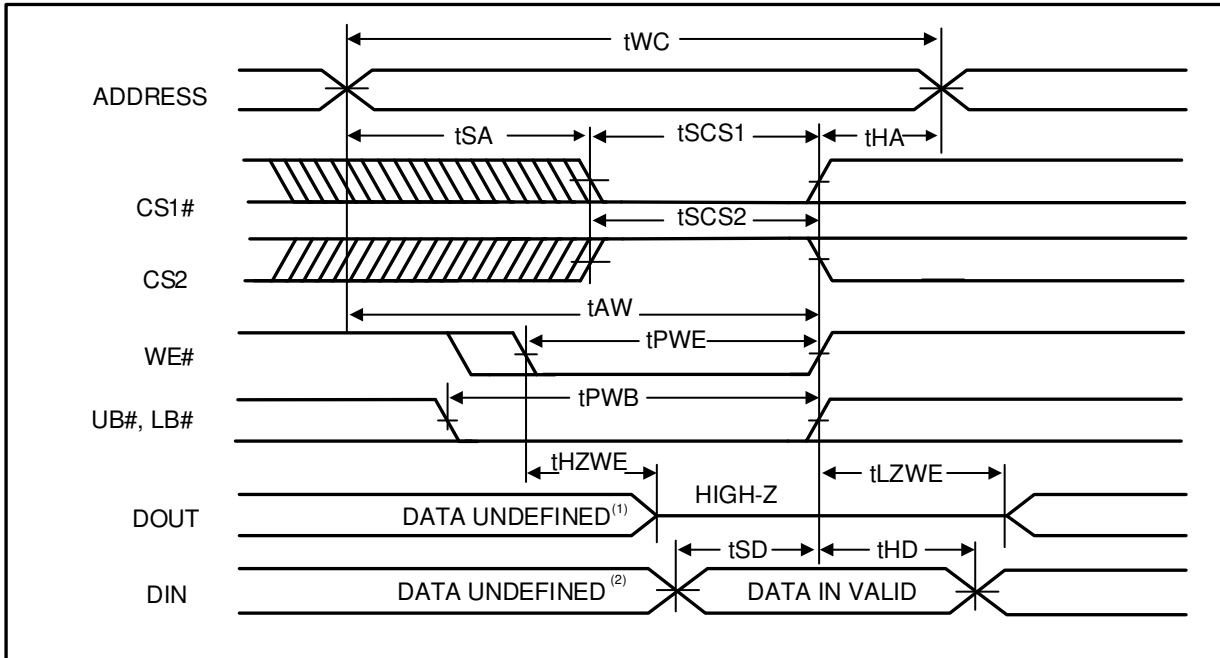 tWC
ADDRESS
tSA
tSCS1
tHA
CS1#
tSCS2
CS2
tAW
WE#
tPWE
UB#, LB#
tPWB
tHZWE
tLZWE
DOUT
DATA UNDEFINED(1)
HIGH-Z
tSD
tHD
DIN
DATA UNDEFINED (2)
DATA IN VALID